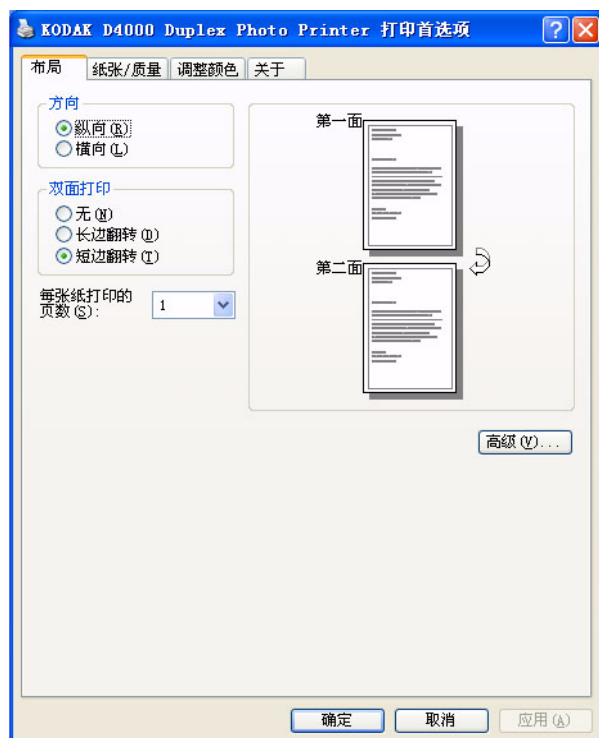 KODAK D4000 Duplex Photo Printer 打印首选项
布局 纸张/质量 调整颜色 关于
方向
纵向(R)
横向(L)
双面打印
无(N)
长边翻转(D)
短边翻转(T)
每张纸打印的
页数(S): 1
第一面
第二面
高级(V)...
确定 取消 应用(A)